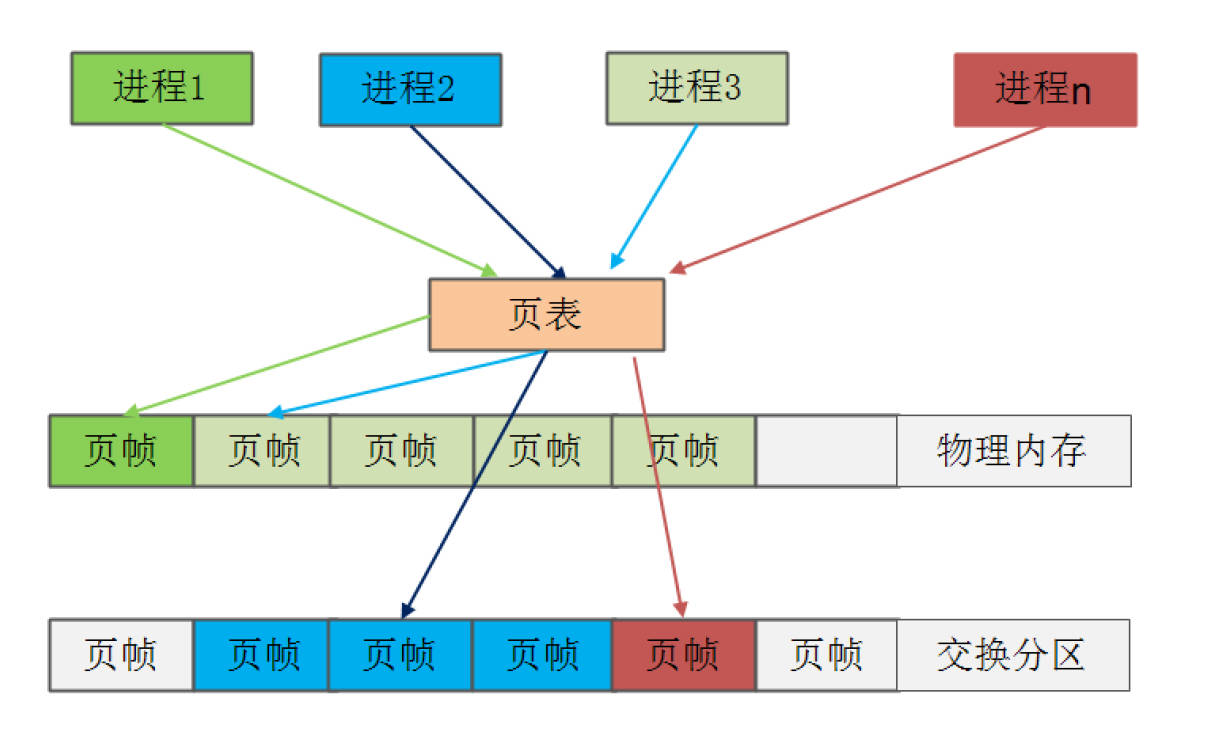 进程1 进程2 进程3 进程n
页表
页帧 页帧 页帧 页帧 页帧 物理内存
页帧 页帧 页帧 页帧 页帧 页帧 交换分区